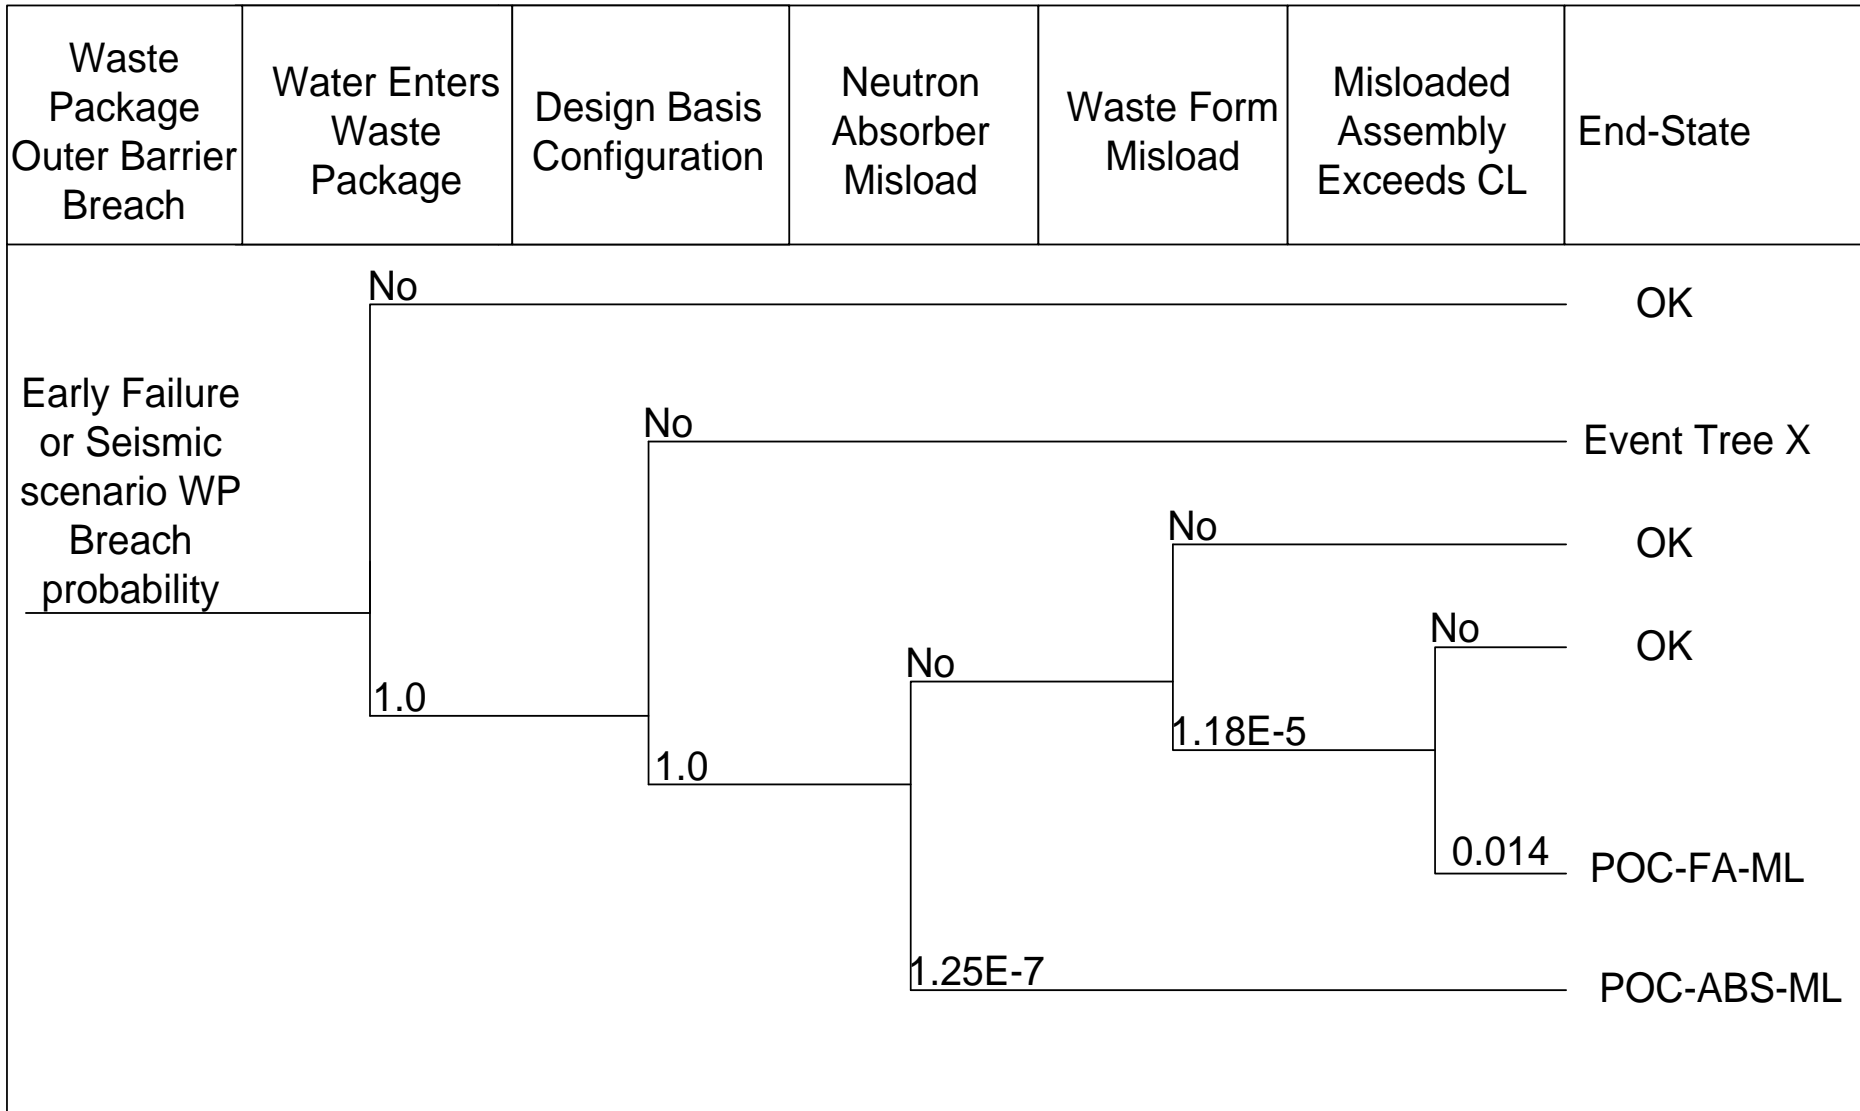 Waste
Package
Outer Barrier
Breach
Water Enters
Waste
Package
Design Basis
Configuration
Neutron
Absorber
Misload
Waste Form
Misload
Misloaded
Assembly
Exceeds CL
End-State
No
OK
Early Failure
or Seismic
scenario WP
Breach
probability
No
Event Tree X
No
OK
No
OK
No
1.0
1.18E-5
1.0
0.014
POC-FA-ML
1.25E-7
POC-ABS-ML